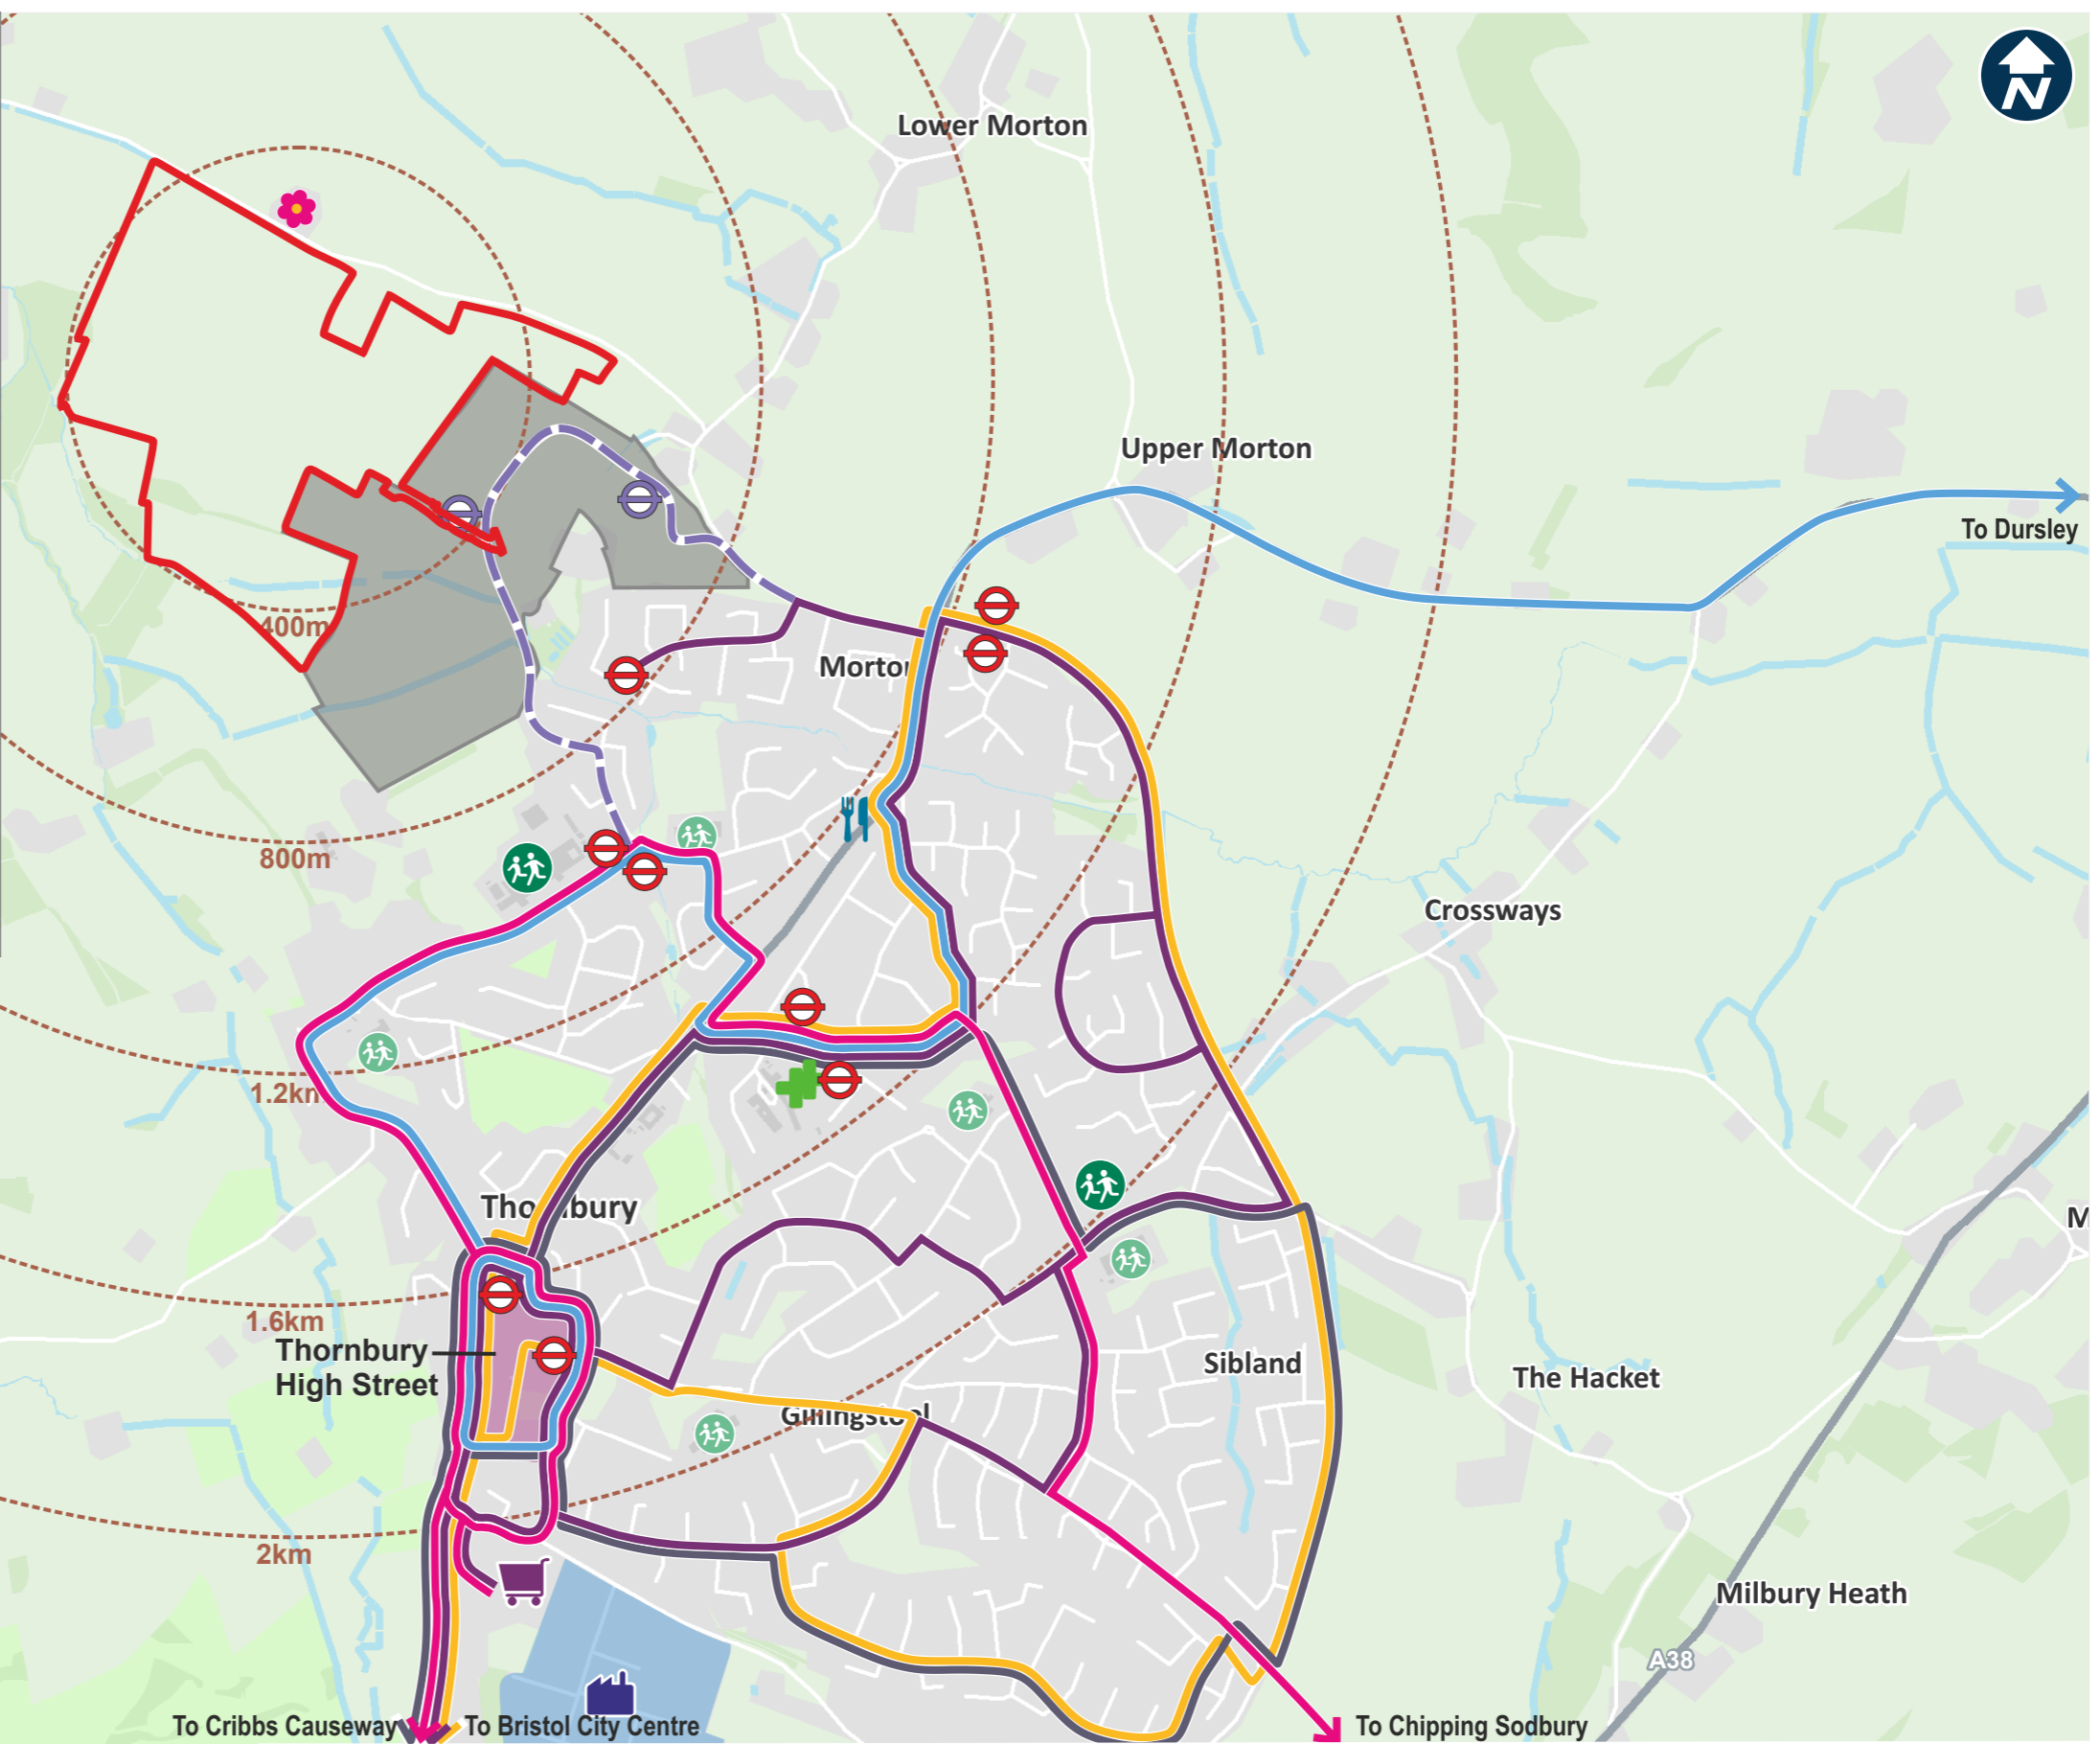 N
Lower Morton
Upper Morton
To Dursley
400m
Morton
800m
Crossways
1.2km
Thornbury
M
1.6km
Thornbury
High Street
Sibland
The Hacket
Gillingstool
2km
Milbury Heath
A38
To Cribbs Causeway
To Bristol City Centre
To Chipping Sodbury